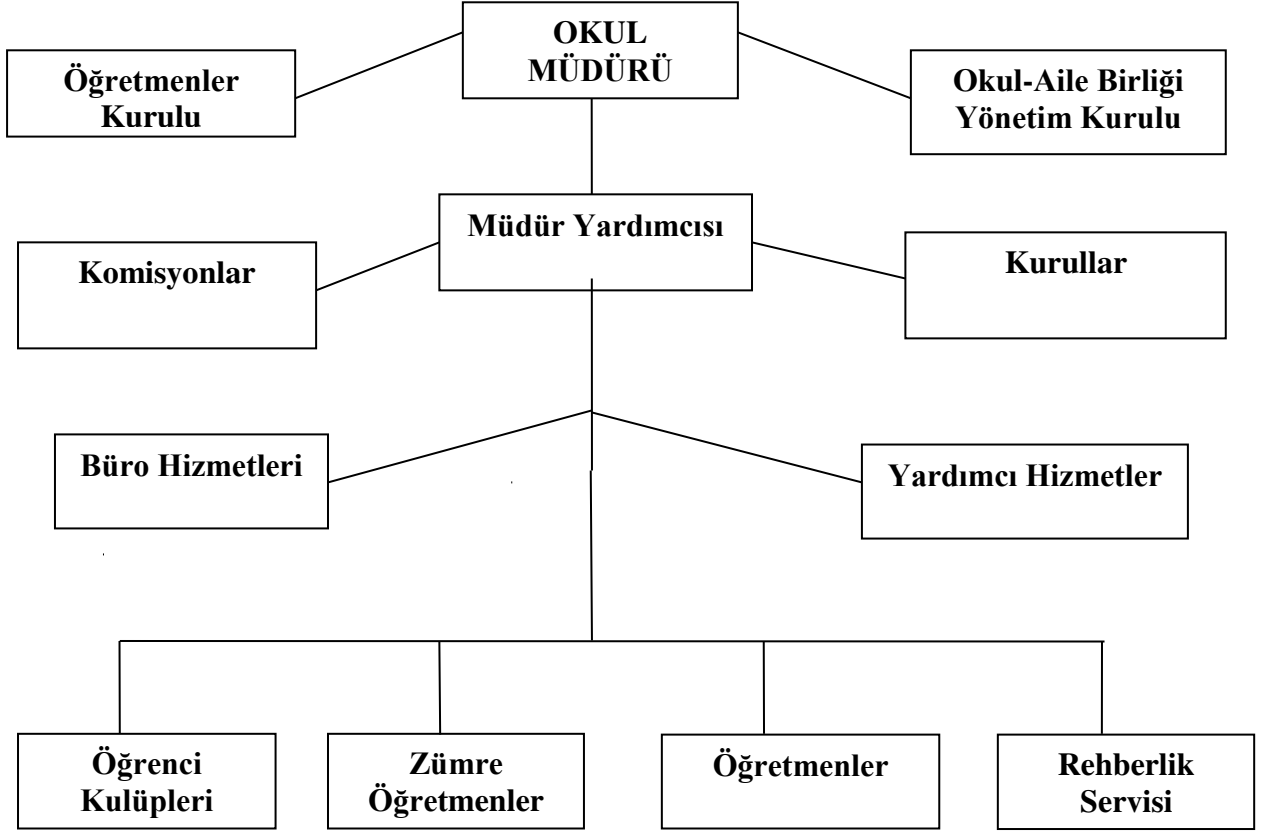 OKUL
MÜDÜRÜ
Öğretmenler
Kurulu
Okul-Aile Birliği
Yönetim Kurulu
Müdür Yardımcısı
Komisyonlar
Kurullar
Büro Hizmetleri
Yardımcı Hizmetler
Öğrenci
Kulüpleri
Zümre
Öğretmenler
Öğretmenler
Rehberlik
Servisi